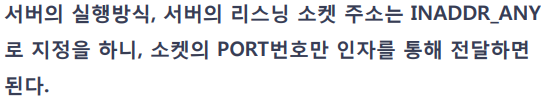 서버의 실행방식, 서버의 리스닝 소켓 주소는 INADDR_ANY
로 지정을 하니, 소켓의 PORT번호만 인자를 통해 전달하면
된다.